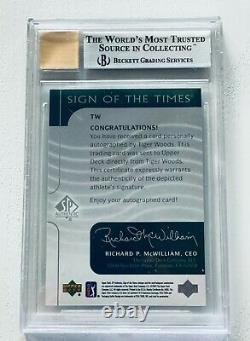 THE WORLD'S MOST TRUSTED
SOURCE IN COLLECTING™
BECKETT GRADING SERVICES
SIGN OF THE TIMES
TW
CONGRATULATIONS!
You have received a card personally
autographed by Tiger Woods. This
trading card was sent to Upper
Deck directly from Tiger Woods.
This certificate expressly warrants
the authenticity of the depicted
athlete's signature.
Enjoy your autographed card!
SP
AUTHENTIC
Richard McWilliam
RICHARD P. McWILLIAM, CEO